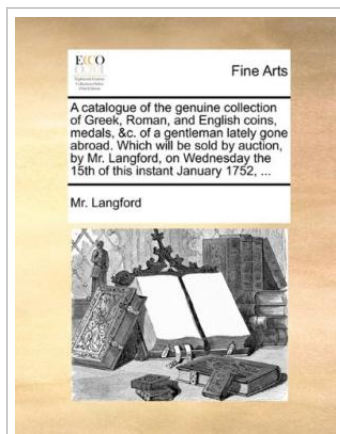 ECCO
Fine Arts
A catalogue of the genuine collection
of Greek, Roman, and English coins,
medals, &c. of a gentleman lately gone
abroad. Which will be sold by auction,
by Mr. Langford, on Wednesday the
15th of this instant January 1752, ...
Mr. Langford